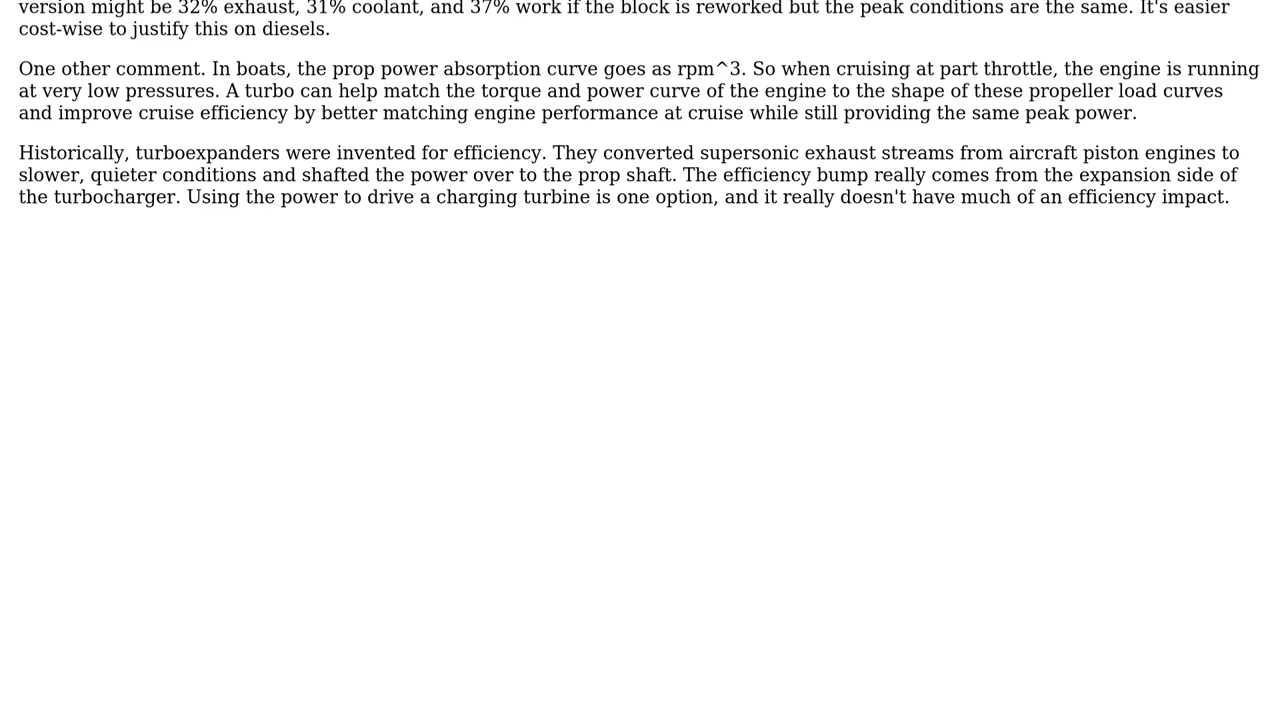 version might be 32% exhaust, 31% coolant, and 37% work if the block is reworked but the peak conditions are the same. It's easier
cost-wise to justify this on diesels.
One other comment. In boats, the prop power absorption curve goes as rpm^3. So when cruising at part throttle, the engine is running
at very low pressures. A turbo can help match the torque and power curve of the engine to the shape of these propeller load curves
and improve cruise efficiency by better matching engine performance at cruise while still providing the same peak power.
Historically, turboexpanders were invented for efficiency. They converted supersonic exhaust streams from aircraft piston engines to
slower, quieter conditions and shafted the power over to the prop shaft. The efficiency bump really comes from the expansion side of
the turbocharger. Using the power to drive a charging turbine is one option, and it really doesn't have much of an efficiency impact.